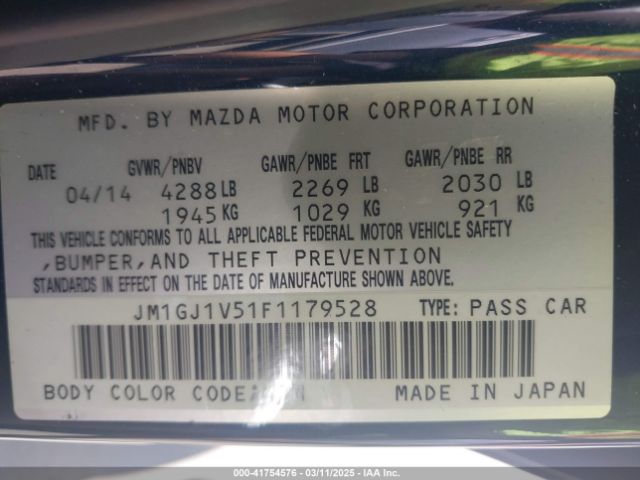 MFD. BY MAZDA MOTOR CORPORATION
DATE GVWR/PNBV GAWR/PNBE FRT GAWR/PNBE RR
04/14 4288 LB 2269 LB 2030 LB
1945 KG 1029 KG 921 KG
THIS VEHICLE CONFORMS TO ALL APPLICABLE FEDERAL MOTOR VEHICLE SAFETY
,BUMPER,AND THEFT PREVENTION
STANDARDS IN EFFECT ON THE DATE OF MANUFACTURE SHOWN ABOVE.
JM1GJ1V51F1179528 TYPE: PASS CAR
BODY COLOR CODE: MADE IN JAPAN
000-41754576 - 03/11/2025 - IAA Inc.